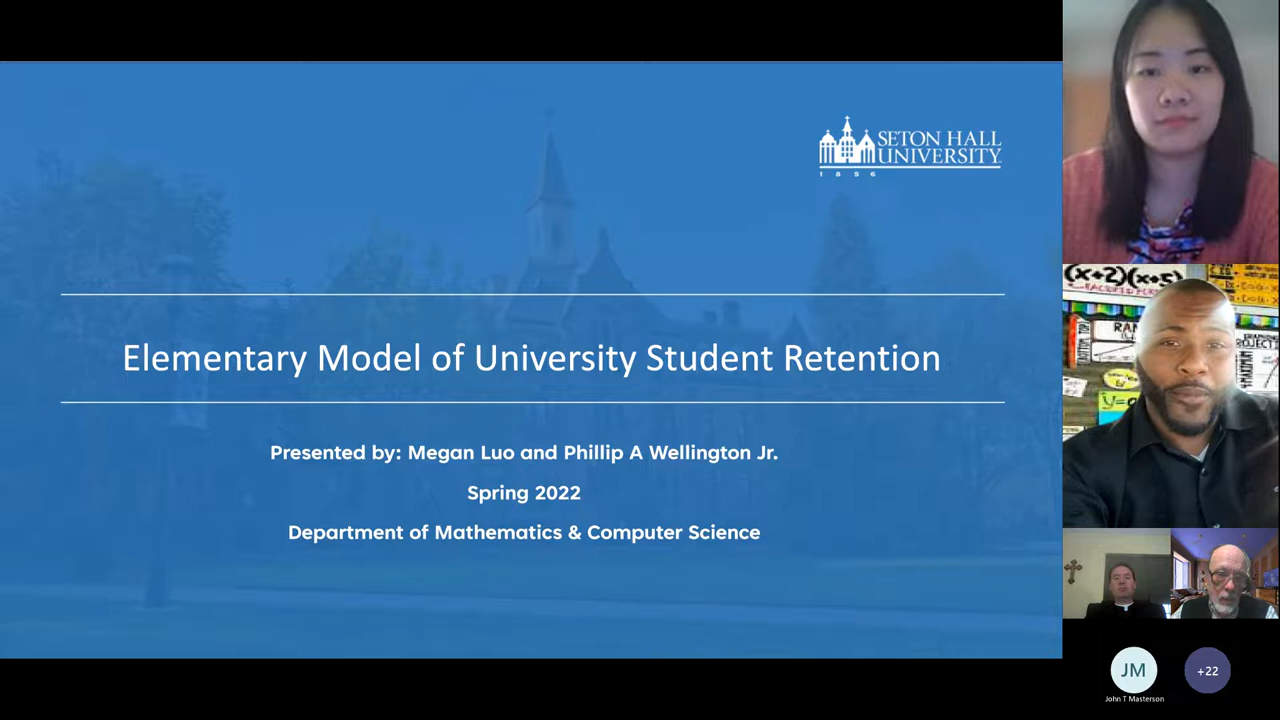 SETON HALL
UNIVERSITY
1 8 5 6
Elementary Model of University Student Retention
Presented by: Megan Luo and Phillip A Wellington Jr.
Spring 2022
Department of Mathematics & Computer Science
(x+2)(x+5)
RAN
y=
JM
+22
John T Masterson